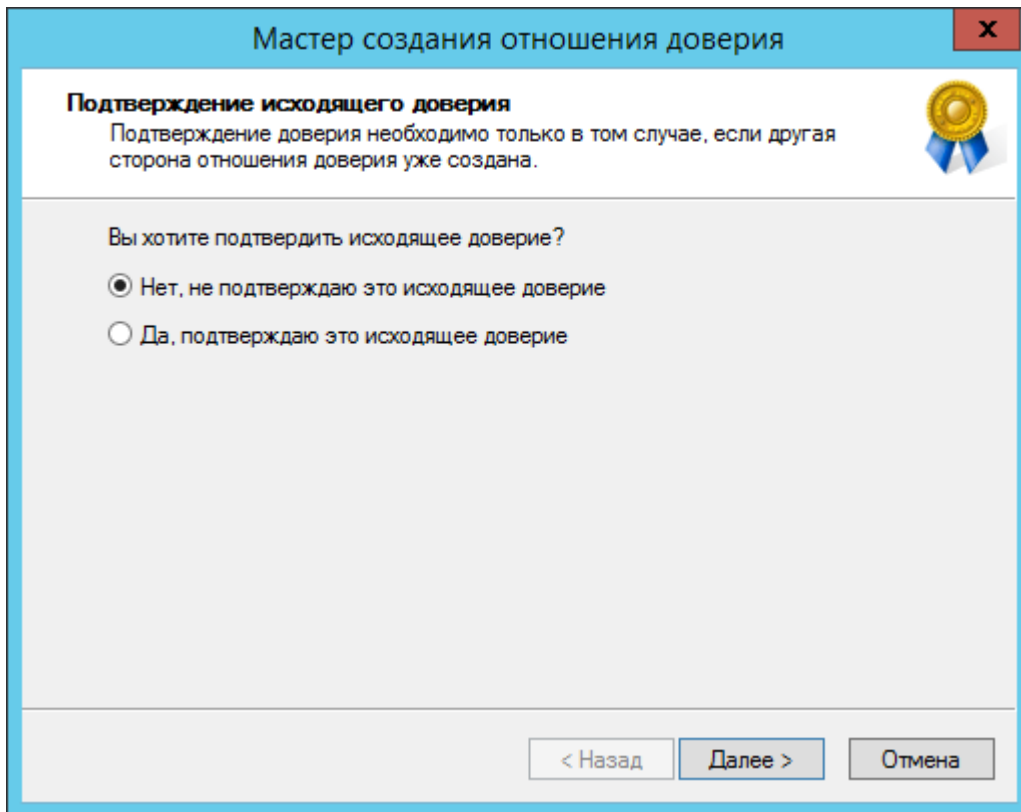 Мастер создания отношения доверия
x
Подтверждение исходящего доверия
Подтверждение доверия необходимо только в том случае, если другая
сторона отношения доверия уже создана.
Вы хотите подтвердить исходящее доверие?
Нет, не подтверждаю это исходящее доверие
Да, подтверждаю это исходящее доверие
< Назад
Далее >
Отмена